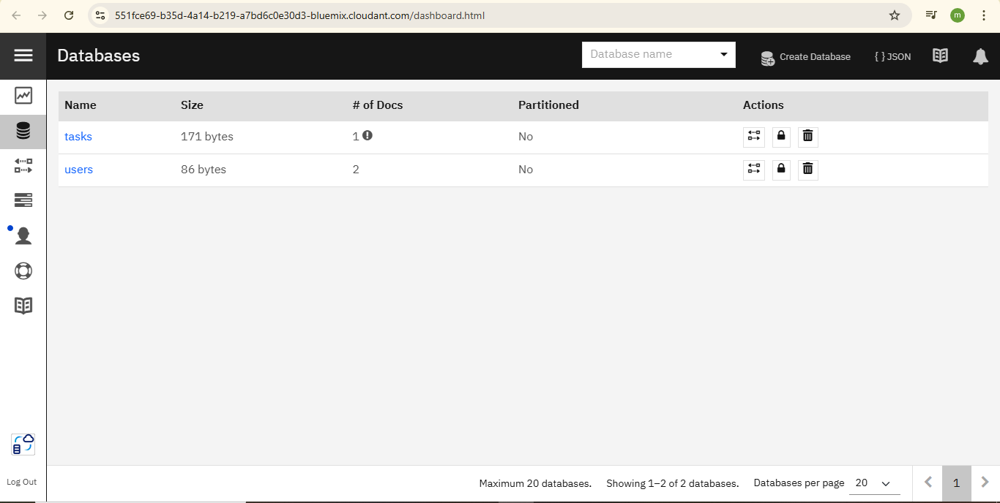 551fce69-b35d-4a14-b219-a7bd6c0e30d3-bluemix.cloudant.com/dashboard.html
m
Databases
Database name
Create Database
{ } JSON
Name Size # of Docs Partitioned Actions
tasks 171 bytes 1 No
users 86 bytes 2 No
Log Out
Maximum 20 databases. Showing 1–2 of 2 databases. Databases per page 20 1